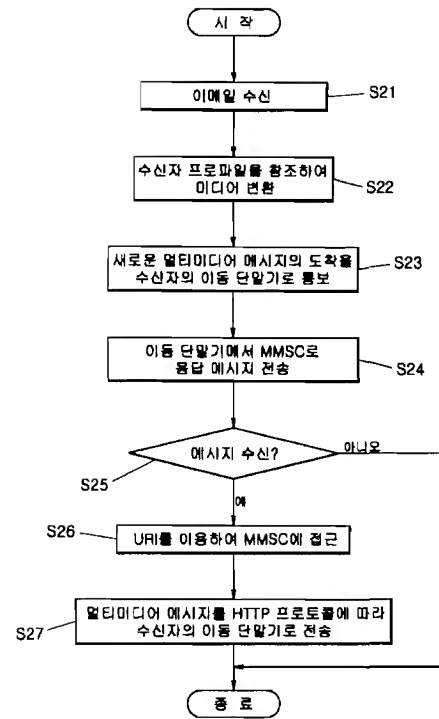 시 작
이메일 수신
S21
수신자 프로파일을 참조하여
미디어 변환
S22
새로운 멀티미디어 메시지의 도착을
수신자의 이동 단말기로 통보
S23
이동 단말기에서 MMSC로
응답 메시지 전송
S24
메시지 수신?
아니오
S25
예
S26
URI를 이용하여 MMSC에 접근
멀티미디어 메시지를 HTTP 프로토콜에 따라
수신자의 이동 단말기로 전송
S27
종 료